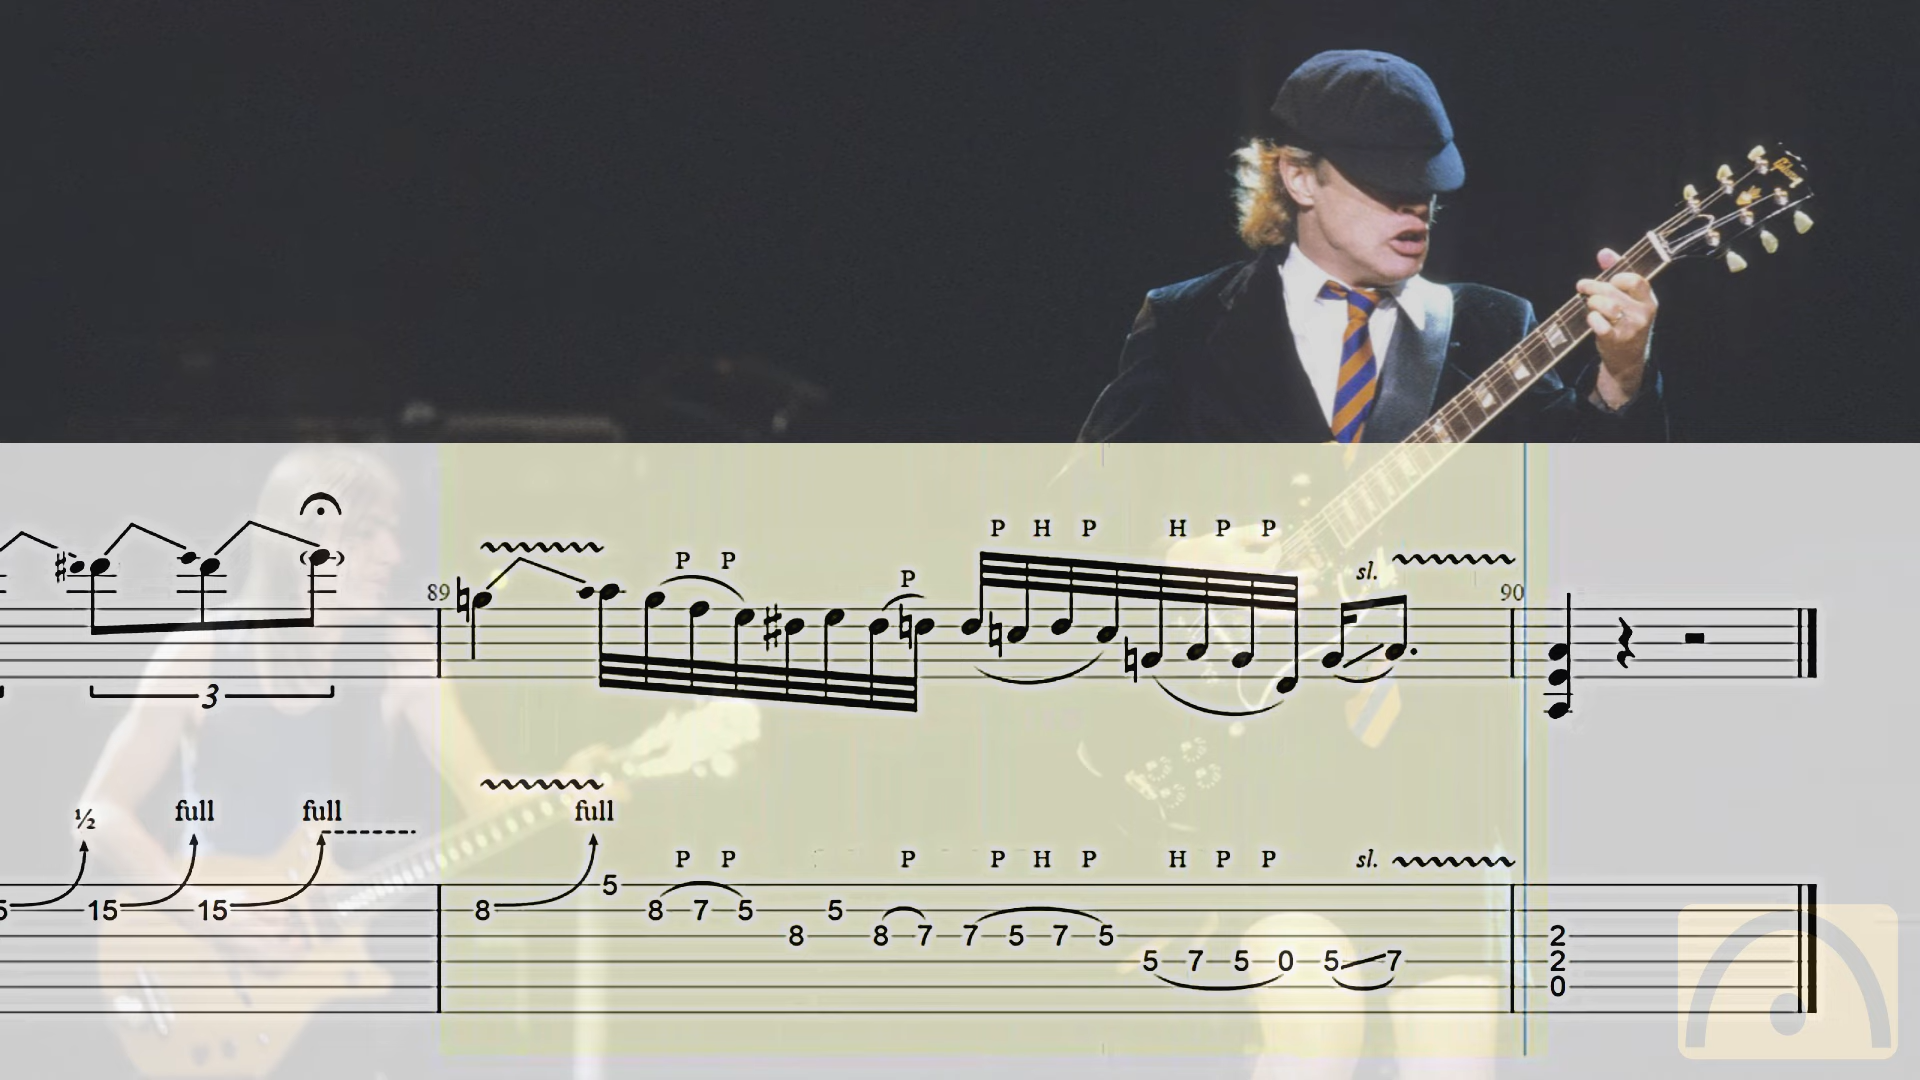 Gibson
P H P H P P
P P
sl.
P
89
90
3
½ full full
full
P P P P H P H P P sl.
5
5 15 15 8 8 7 5 5
8 8 7 7 5 7 5 2
5 7 5 0 5 7 2
0